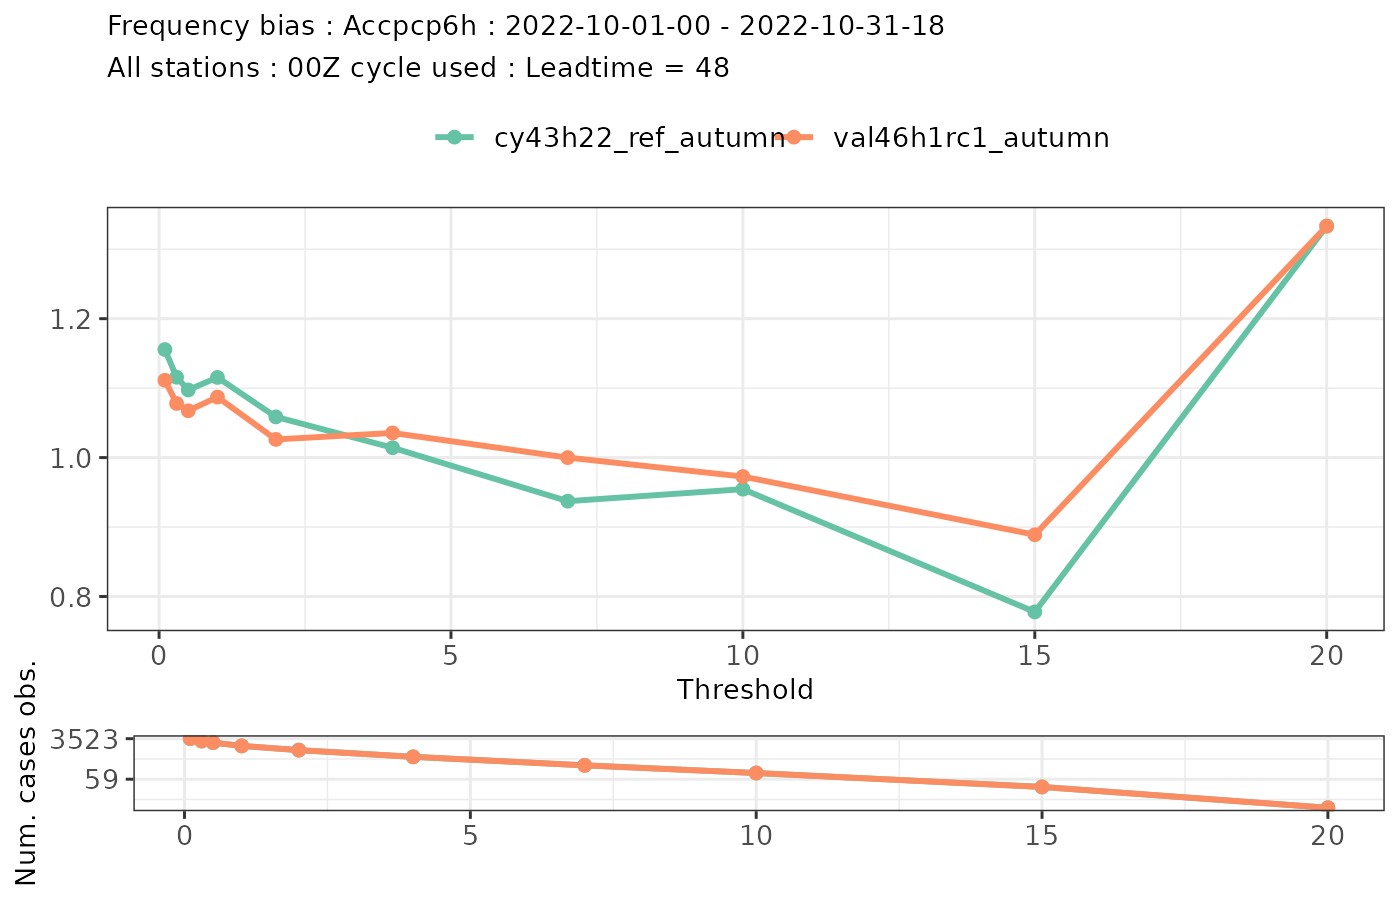 Frequency bias : Accpcp6h : 2022-10-01-00 - 2022-10-31-18
All stations : 00Z cycle used : Leadtime = 48
cy43h22_ref_autumn val46h1rc1_autumn
1.2
1.0
0.8
0 5 10 15 20
Threshold
Num. cases obs.
3523
59
0 5 10 15 20